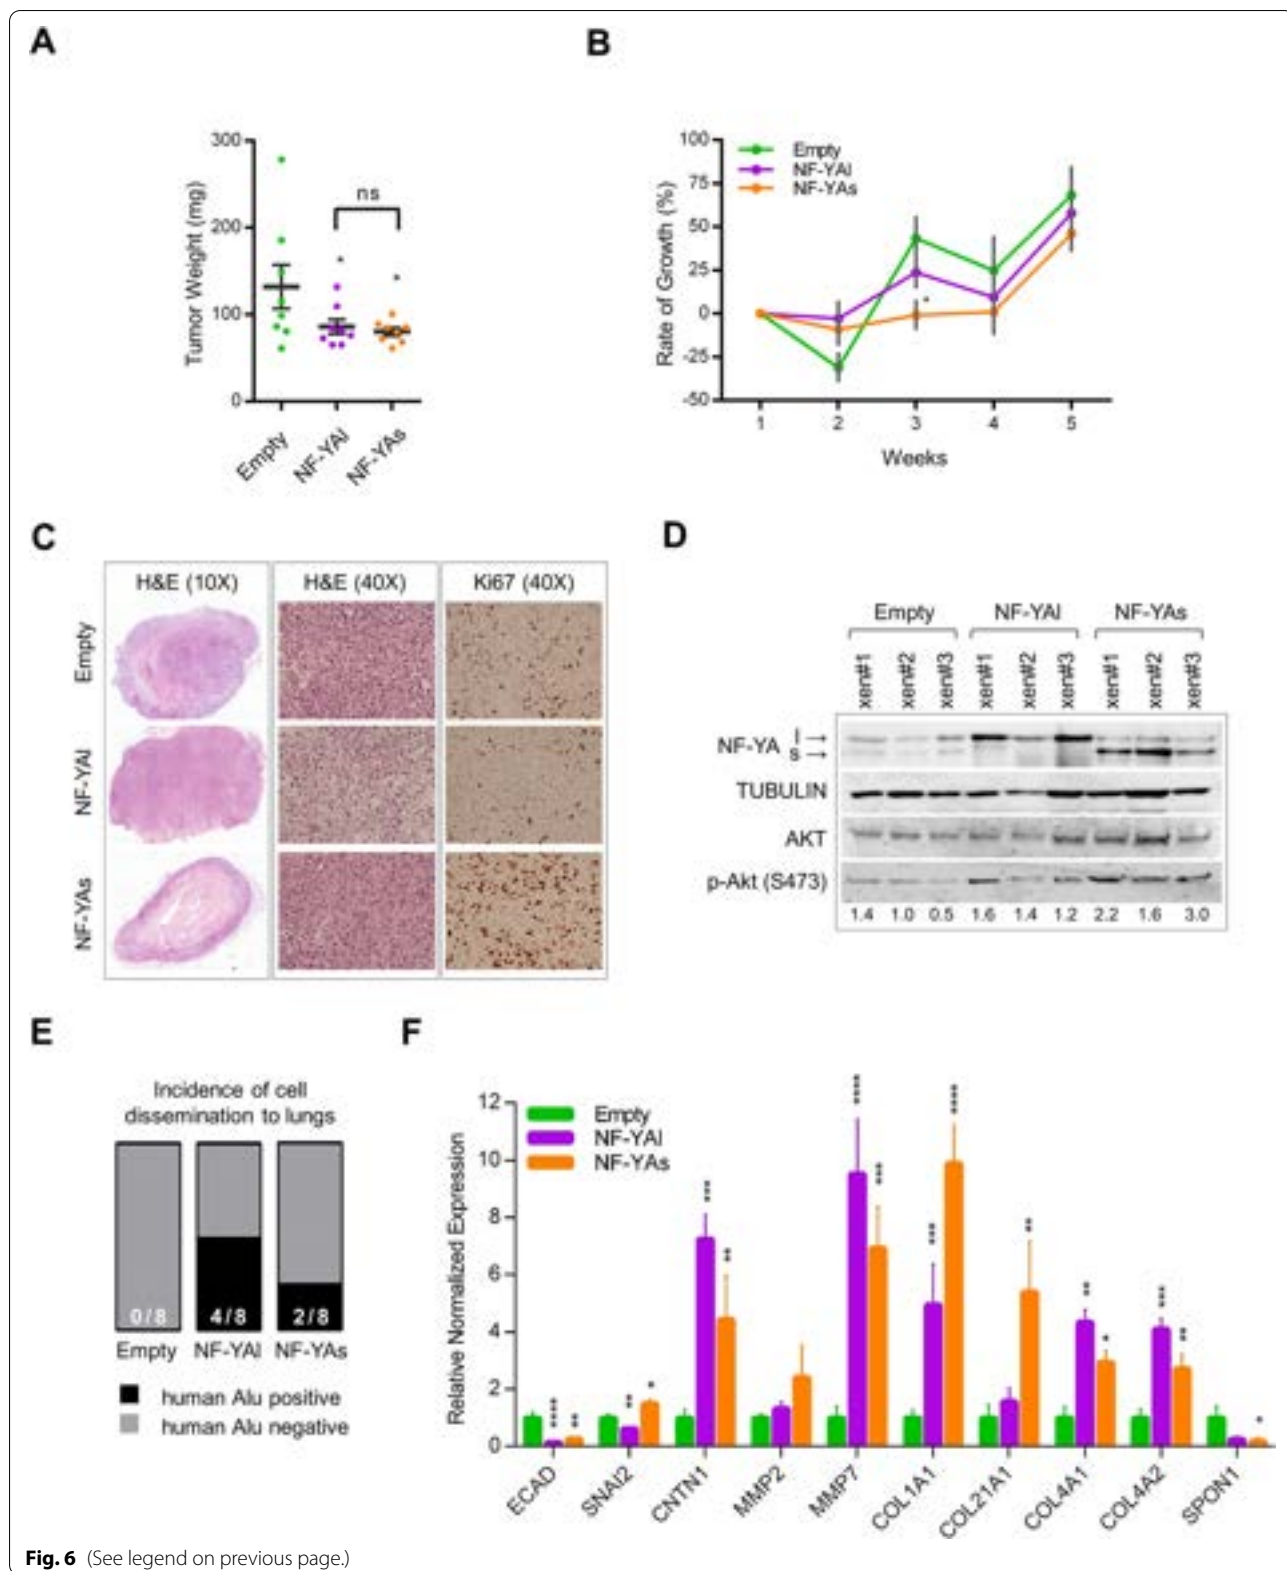 A
300
200
100
0
Tumor Weight (mg)
ns
*
*
Empty
NF-YAl
NF-YAs
B
100
75
50
25
0
-25
-50
Rate of Growth (%)
Empty
NF-YAl
NF-YAs
*
1 2 3 4 5
Weeks
C
H&E (10X) H&E (40X) Ki67 (40X)
Empty
NF-YAl
NF-YAs
D
Empty NF-YAl NF-YAs
xen#1 xen#2 xen#3 xen#1 xen#2 xen#3 xen#1 xen#2 xen#3
NF-YA l →
s →
TUBULIN
AKT
p-Akt (S473)
1.4 1.0 0.5 1.6 1.4 1.2 2.2 1.6 3.0
E
Incidence of cell
dissemination to lungs
0/8 4/8 2/8
Empty NF-YAl NF-YAs
human Alu positive
human Alu negative
F
12
10
8
6
4
2
0
Relative Normalized Expression
Empty
NF-YAl
NF-YAs
**** **
** *
*** **
**** ***
*** ****
**
** *
*** **
*
ECAD SNAI2 CNTN1 MMP2 MMP7 COL1A1 COL21A1 COL4A1 COL4A2 SPON1
Fig. 6 (See legend on previous page.)